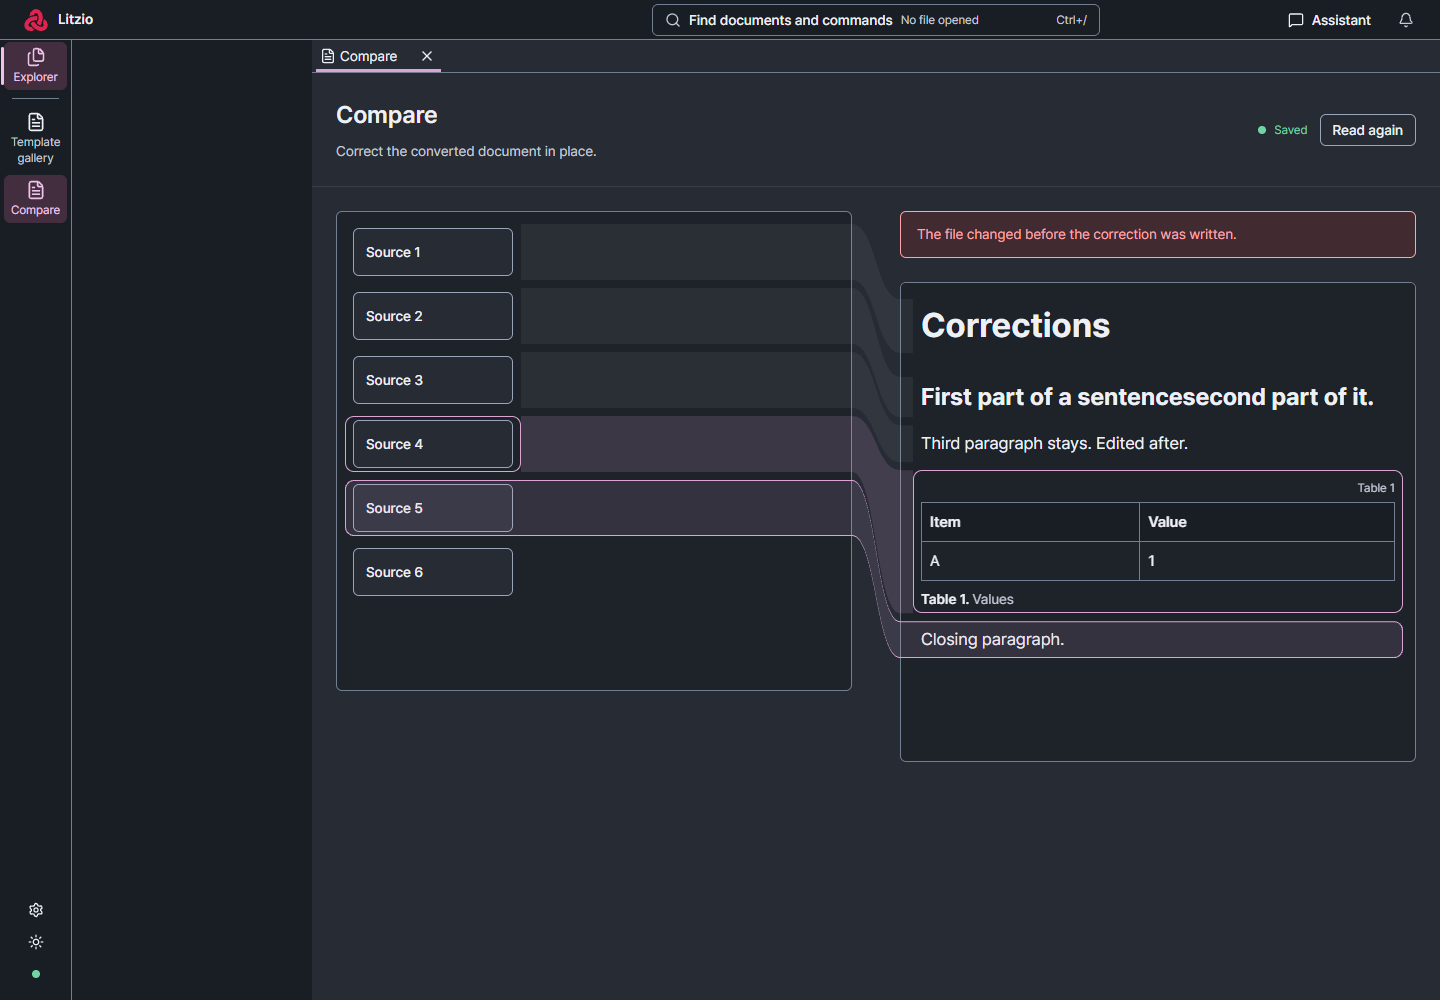 Litzio
Find documents and commands No file opened Ctrl+/
Assistant
Explorer
Template
gallery
Compare
Compare
Compare
Correct the converted document in place.
Saved
Read again
Source 1
Source 2
Source 3
Source 4
Source 5
Source 6
The file changed before the correction was written.
Corrections
First part of a sentencesecond part of it.
Third paragraph stays. Edited after.
Table 1
Item Value
A 1
Table 1. Values
Closing paragraph.